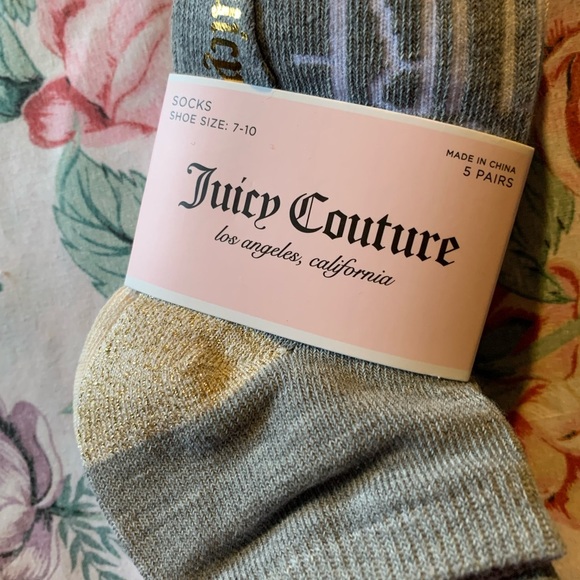 SOCKS
SHOE SIZE: 7-10
MADE IN CHINA
5 PAIRS
Juicy Couture
los angeles, california